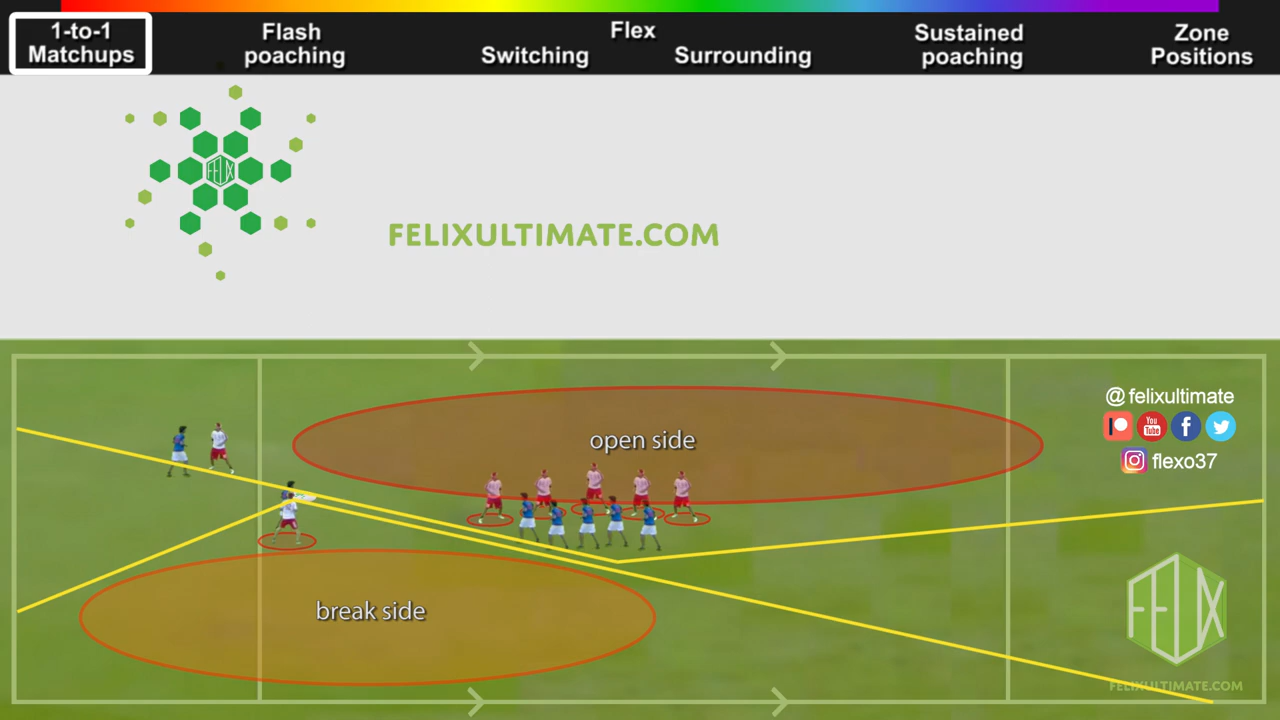 1-to-1
Matchups
Flash
poaching
Flex
Switching
Surrounding
Sustained
poaching
Zone
Positions
FELIX
FELIXULTIMATE.COM
open side
@felixultimate
flexo37
break side
FELIX
FELIXULTIMATE.COM